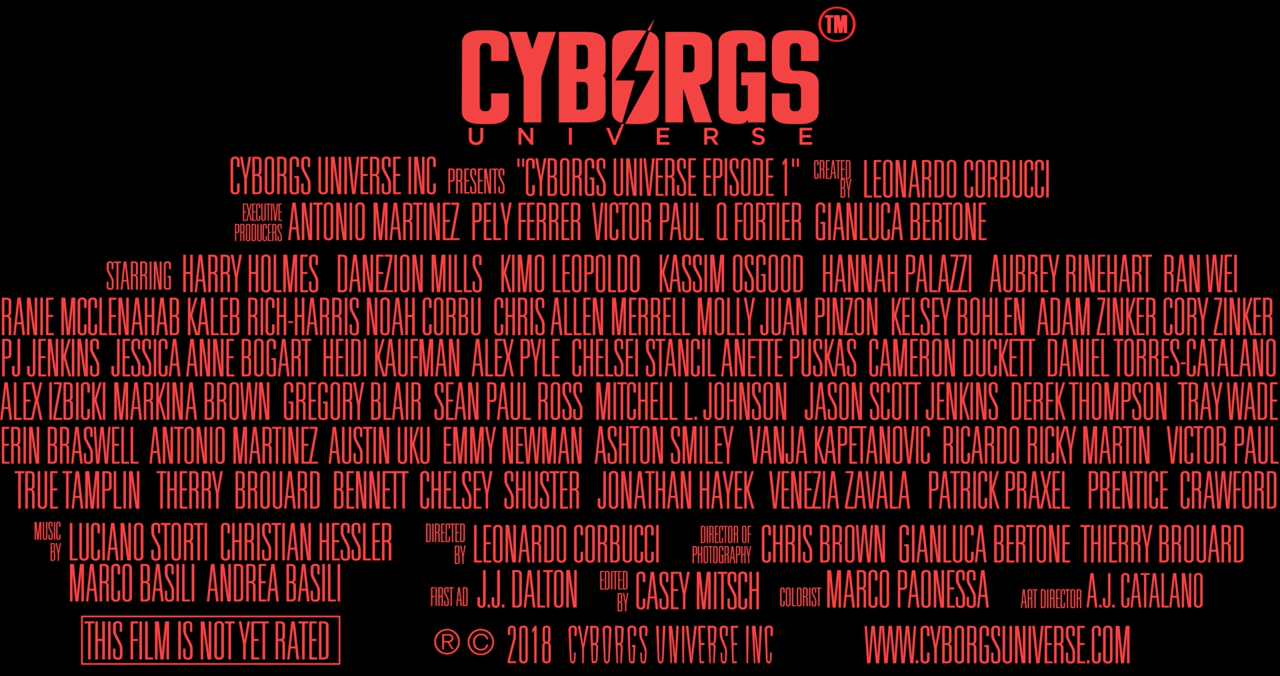 CYBORGS TM
UNIVERSE
CYBORGS UNIVERSE INC PRESENTS "CYBORGS UNIVERSE EPISODE 1" CREATED BY LEONARDO CORBUCCI
EXECUTIVE PRODUCERS ANTONIO MARTINEZ PELY FERRER VICTOR PAUL Q FORTIER GIANLUCA BERTONE
STARRING HARRY HOLMES DANEZION MILLS KIMO LEOPOLDO KASSIM OSGOOD HANNAH PALAZZI AUBREY RINEHART RAN WEI
RANIE MCCLENAHAB KALEB RICH-HARRIS NOAH CORBU CHRIS ALLEN MERRELL MOLLY JUAN PINZON KELSEY BOHLEN ADAM ZINKER CORY ZINKER
PJ JENKINS JESSICA ANNE BOGART HEIDI KAUFMAN ALEX PYLE CHELSEI STANCIL ANETTE PUSKAS CAMERON DUCKETT DANIEL TORRES-CATALANO
ALEX IZBICKI MARKINA BROWN GREGORY BLAIR SEAN PAUL ROSS MITCHELL L. JOHNSON JASON SCOTT JENKINS DEREK THOMPSON TRAY WADE
ERIN BRASWELL ANTONIO MARTINEZ AUSTIN UKU EMMY NEWMAN ASHTON SMILEY VANJA KAPETANOVIC RICARDO RICKY MARTIN VICTOR PAUL
TRUE TAMPLIN THERRY BROUARD BENNETT CHELSEY SHUSTER JONATHAN HAYEK VENEZIA ZAVALA PATRICK PRAXEL PRENTICE CRAWFORD
MUSIC BY LUCIANO STORTI CHRISTIAN HESSLER DIRECTED BY LEONARDO CORBUCCI DIRECTOR OF PHOTOGRAPHY CHRIS BROWN GIANLUCA BERTONE THIERRY BROUARD
MARCO BASILI ANDREA BASILI FIRST AD J.J. DALTON EDITED BY CASEY MITSCH COLORIST MARCO PAONESSA ART DIRECTOR A.J. CATALANO
THIS FILM IS NOT YET RATED ® © 2018 CYBORGS UNIVERSE INC WWW.CYBORGSUNIVERSE.COM